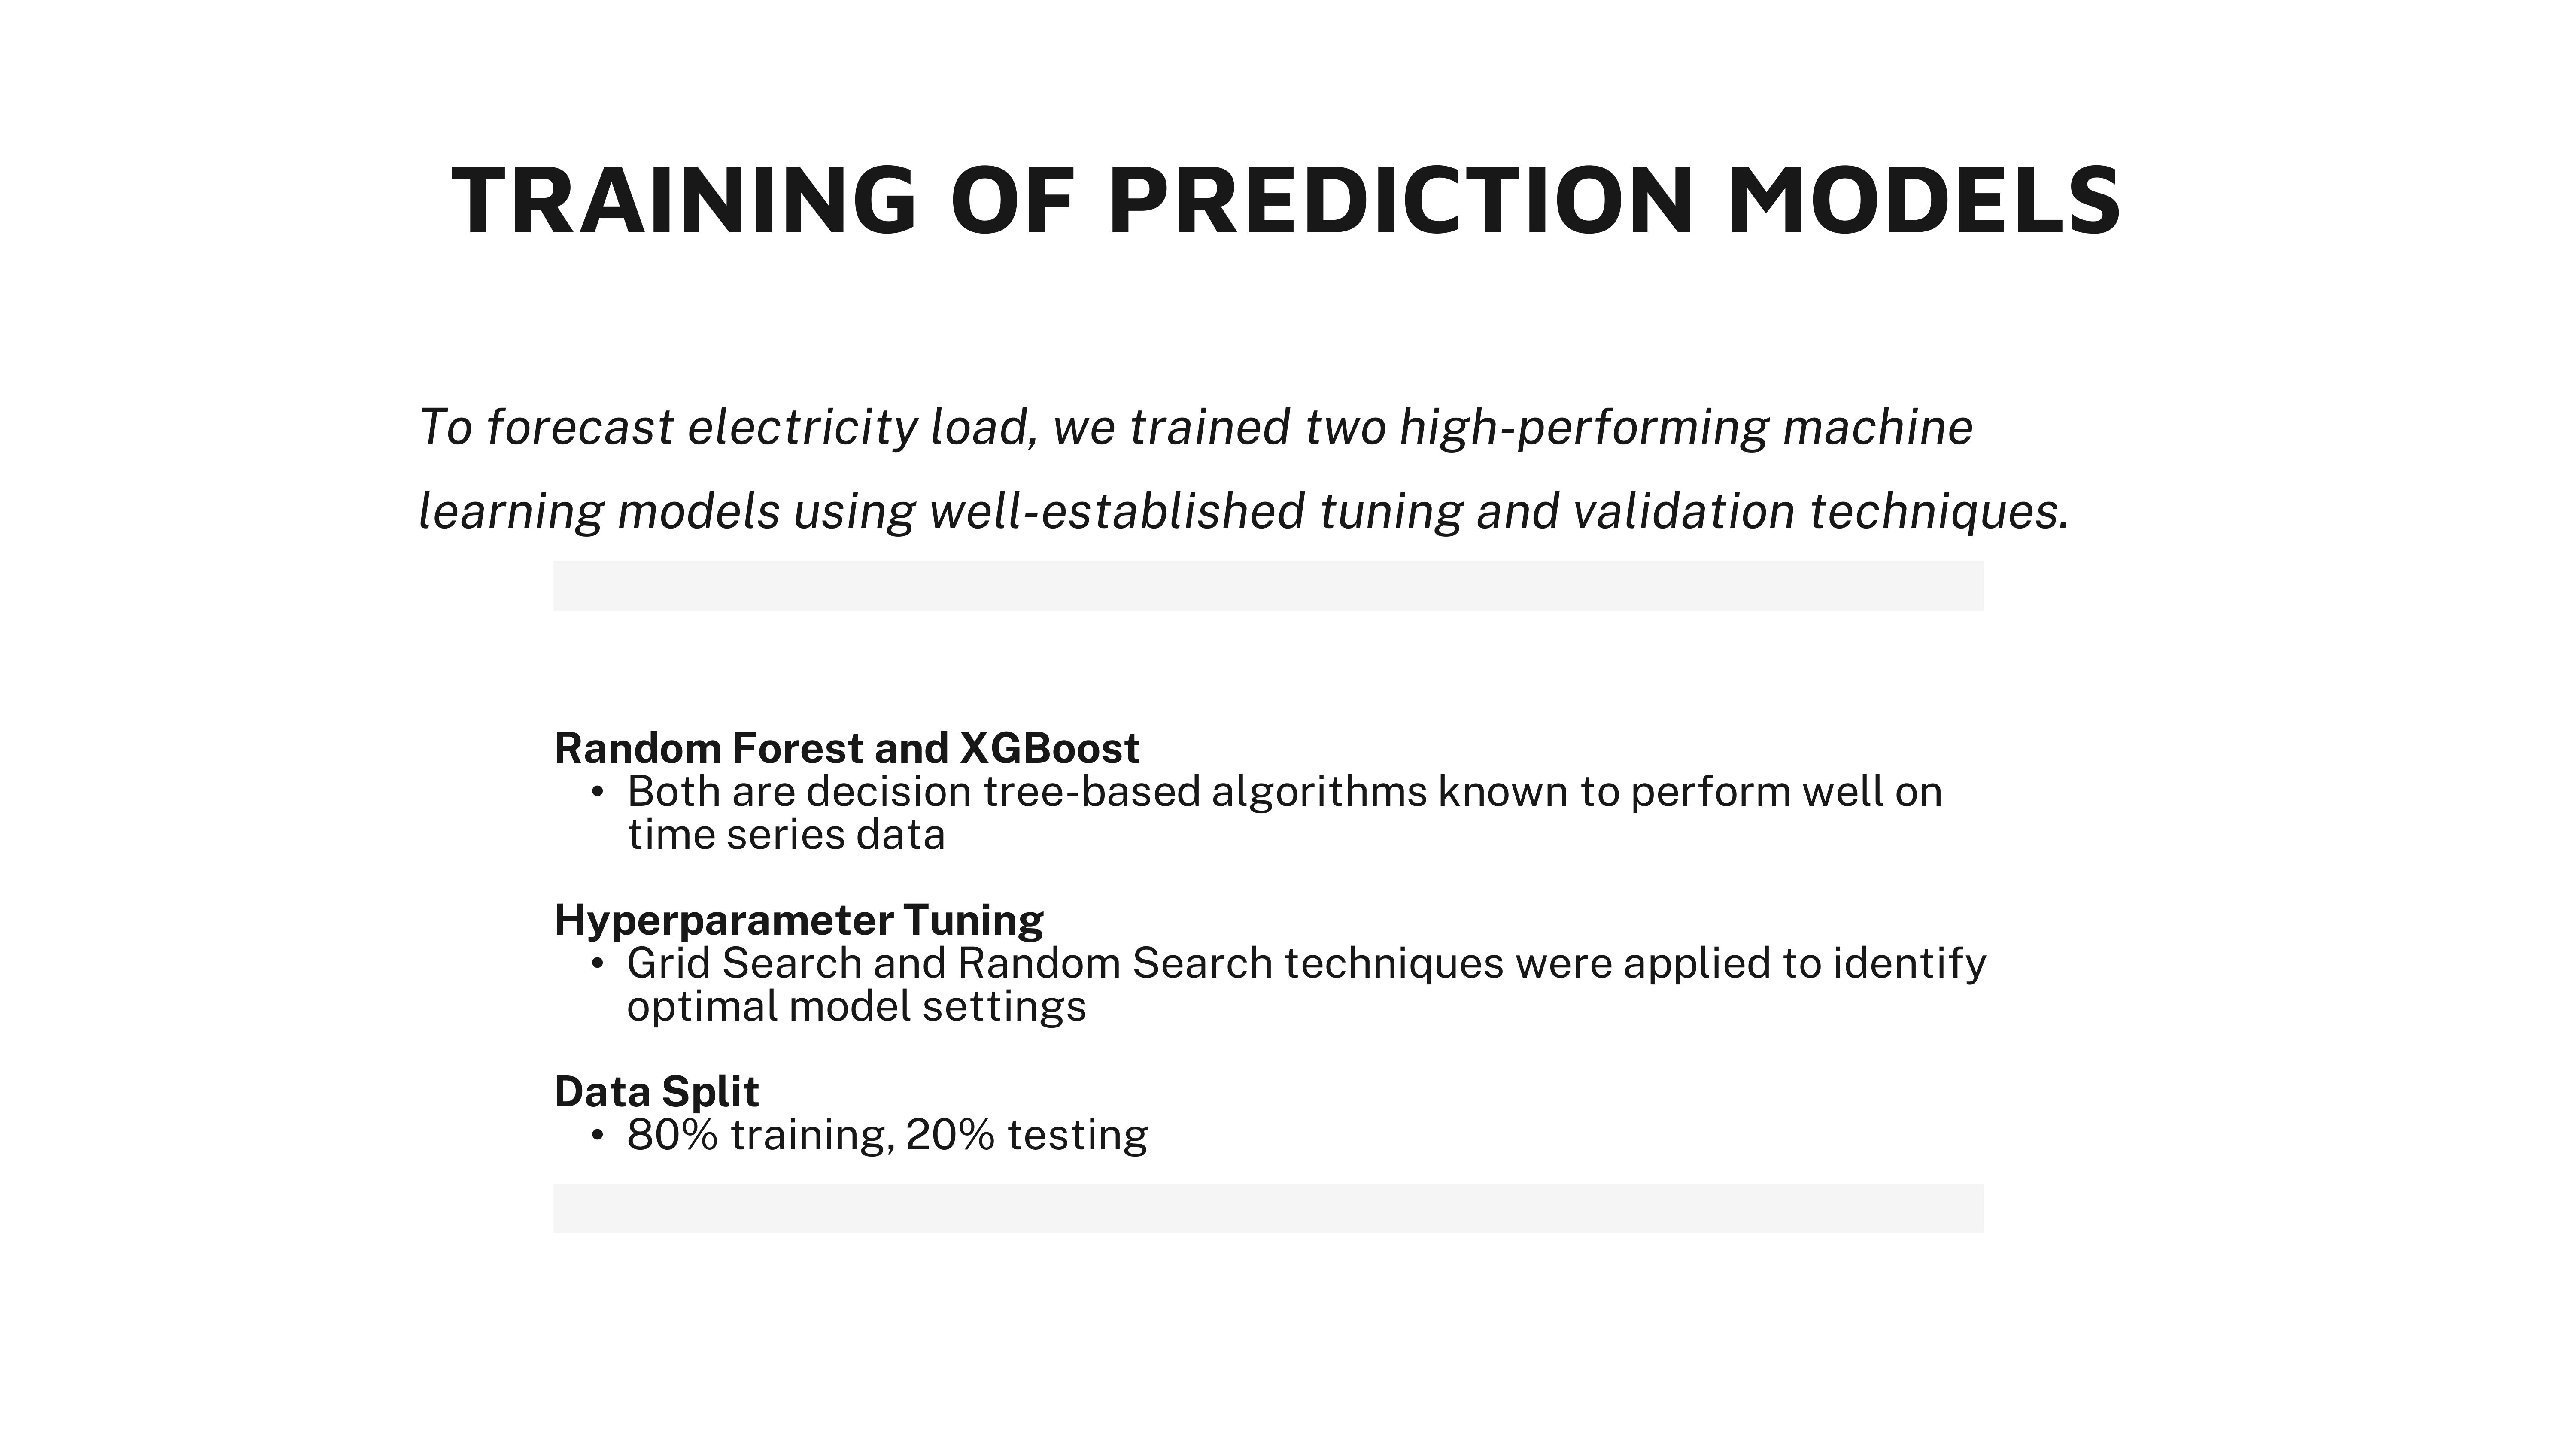 TRAINING OF PREDICTION MODELS
To forecast electricity load, we trained two high-performing machine
learning models using well-established tuning and validation techniques.
Random Forest and XGBoost
• Both are decision tree-based algorithms known to perform well on
time series data
Hyperparameter Tuning
• Grid Search and Random Search techniques were applied to identify
optimal model settings
Data Split
• 80% training, 20% testing